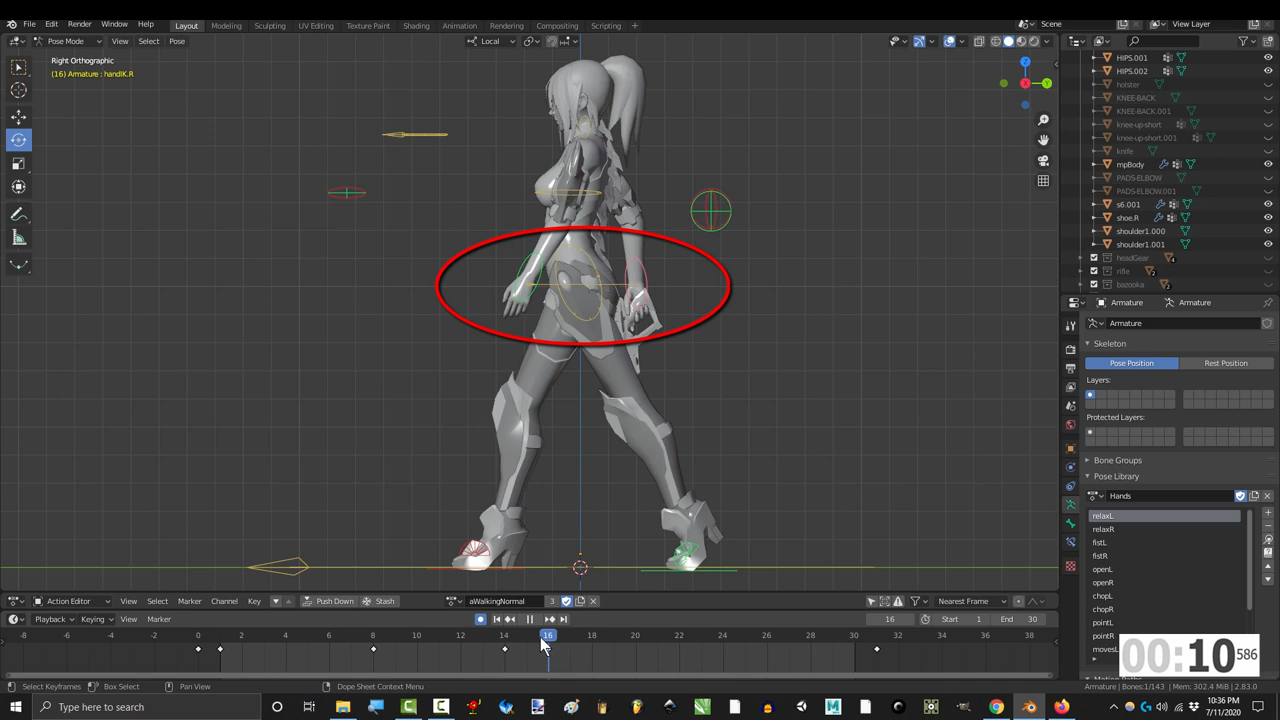 File Edit Render Window Help Layout Modeling Sculpting UV Editing Texture Paint Shading Animation Rendering Compositing Scripting + Scene View Layer
Pose Mode View Select Pose Local
Right Orthographic
(16) Armature : handIK.R
Z
X
Y
HIPS.001
HIPS.002
holster
KNEE-BACK
KNEE-BACK.001
knee-up-short
knee-up-short.001
knife
mpBody
PADS-ELBOW
PADS-ELBOW.001
s6.001
shoe.R
shoulder1.000
shoulder1.001
headGear
rifle
bazooka
Armature Armature
Armature
Skeleton
Pose Position Rest Position
Layers:
Protected Layers:
Bone Groups
Pose Library
Hands
relaxL
relaxR
fistL
fistR
openL
openR
chopL
chopR
pointL
pointR
movesL
Action Editor View Select Marker Channel Key Push Down Stash aWalkingNormal 3 Nearest Frame
Playback Keying View Marker 16 Start 1 End 30
-8 -6 -4 -2 0 2 4 6 8 10 12 14 16 18 20 22 24 26 28 30 32 34 36 38
00:10 586
Select Keyframes Box Select Pan View Dope Sheet Context Menu Armature | Bones:1/143 | Mem: 302.4 MiB | 2.83.0
Type here to search
10:36 PM
7/11/2020